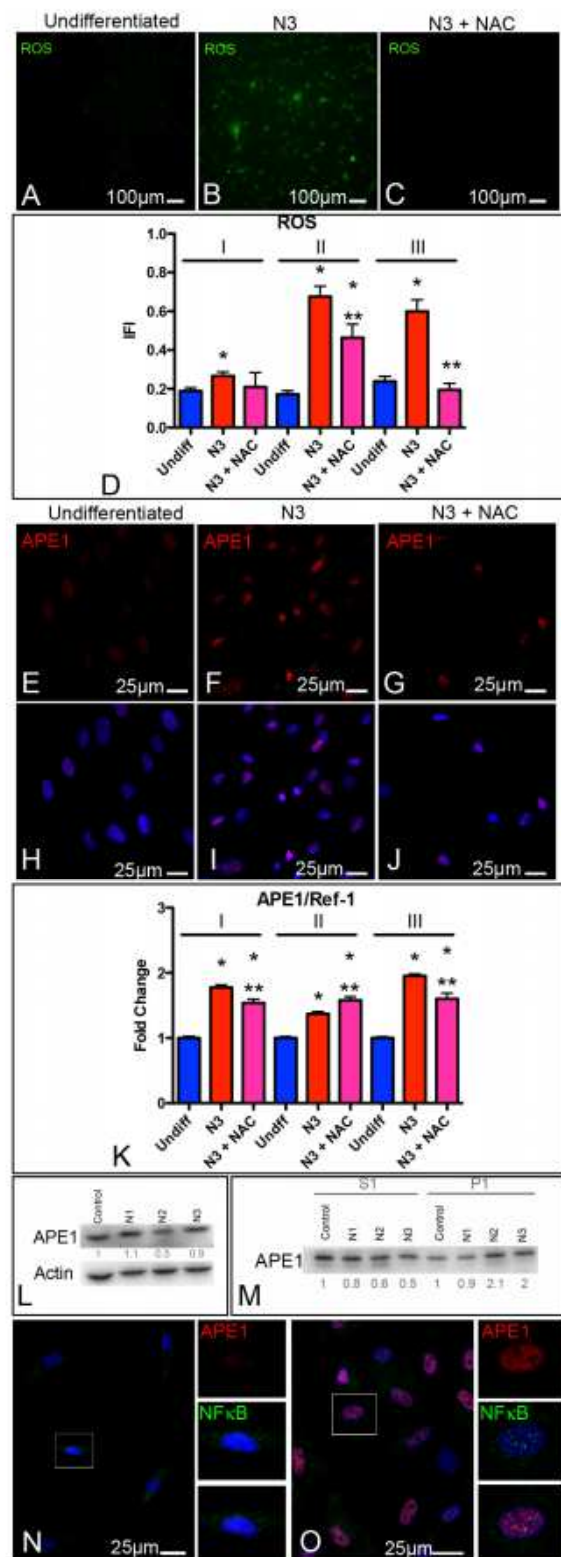 Undifferentiated N3 N3 + NAC
ROS ROS ROS
A 100µm B 100µm C 100µm
ROS
I II III
1.0
0.8
0.6
0.4
0.2
0.0
IFI
* * * ** * **
Undiff N3 N3 + NAC Undiff N3 N3 + NAC Undiff N3 N3 + NAC
D
Undifferentiated N3 N3 + NAC
APE1 APE1 APE1
E 25µm F 25µm G 25µm
H 25µm I 25µm J 25µm
APE1/Ref-1
I II III
3
2
1
0
Fold Change
* * ** * * ** * * **
Undiff N3 N3 + NAC Undiff N3 N3 + NAC Undiff N3 N3 + NAC
K
Control N1 N2 N3
APE1
1 1.1 0.5 0.9
Actin
L
S1 P1
Control N1 N2 N3 Control N1 N2 N3
APE1
1 0.8 0.6 0.5 1 0.9 2.1 2
M
APE1 APE1
NFκB NFκB
N 25µm O 25µm